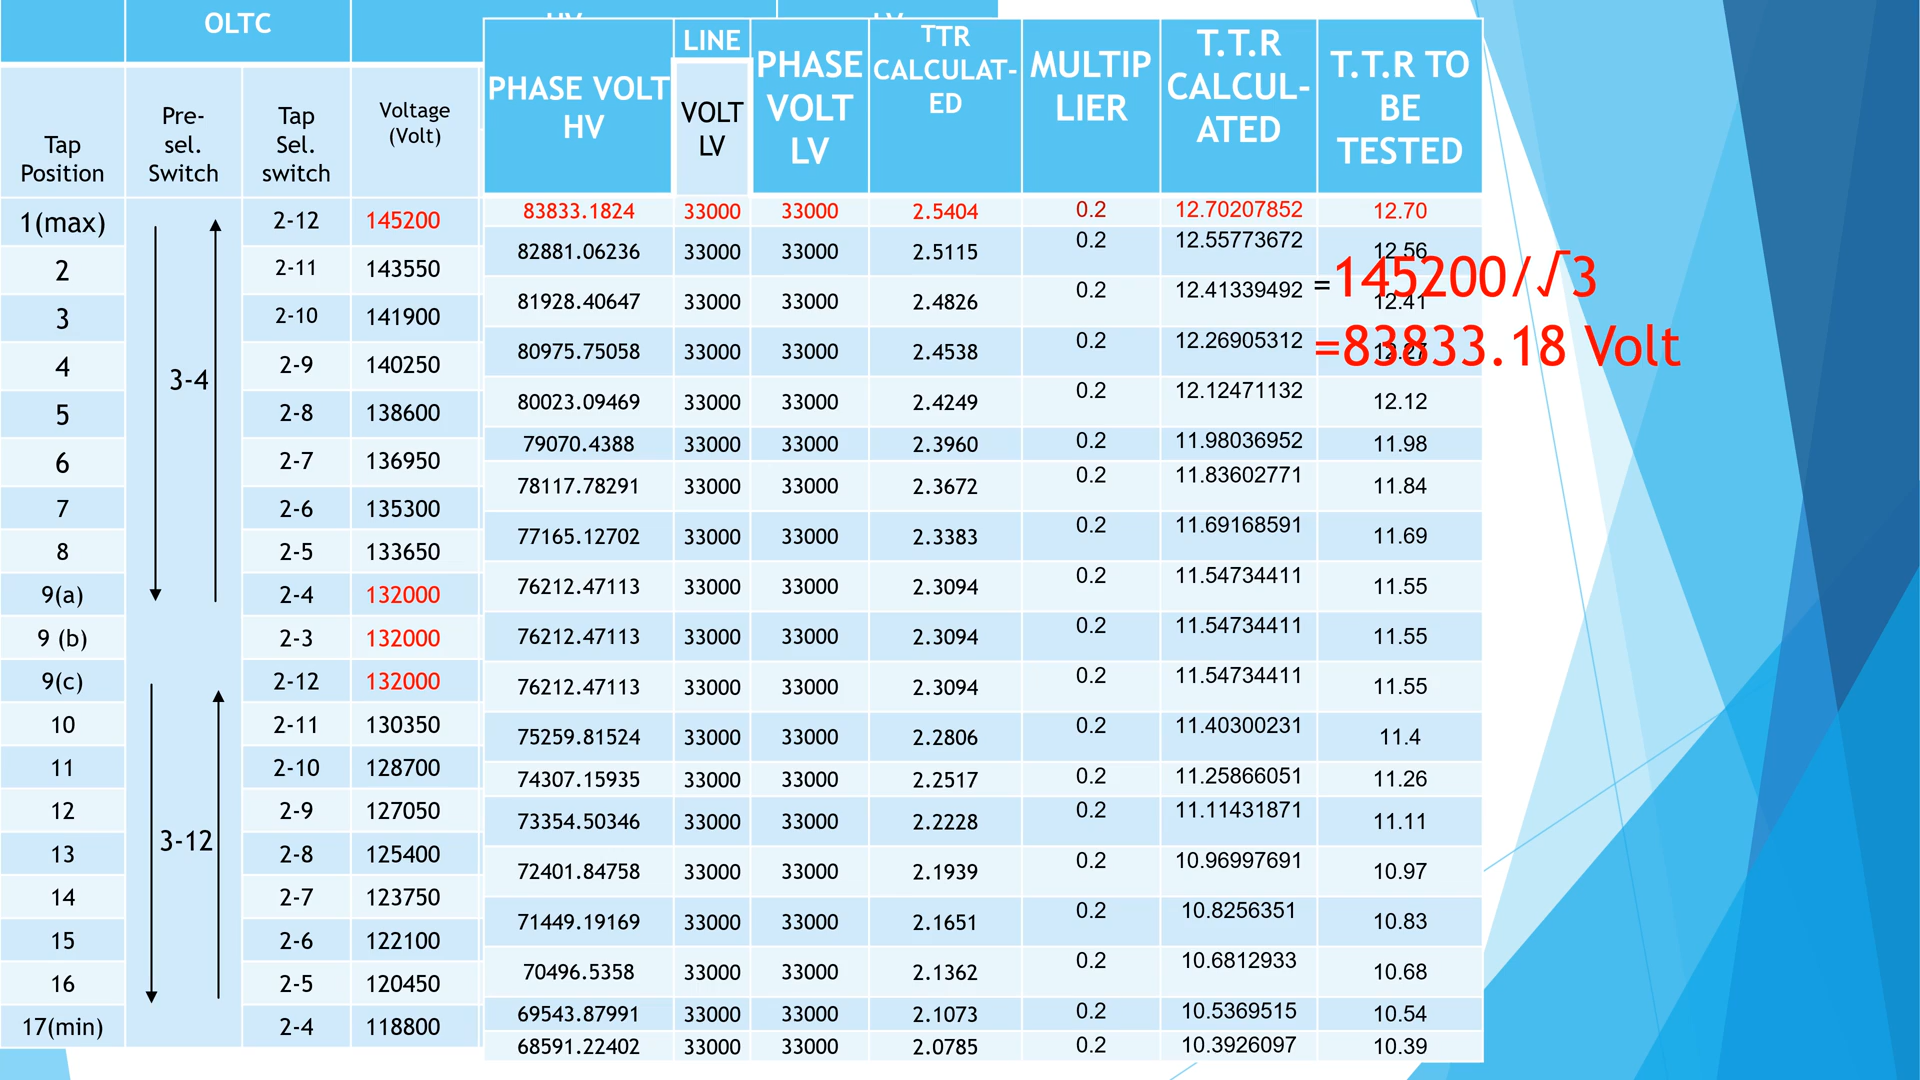 OLTC
Tap Position
Pre-sel. Switch
Tap Sel. switch
Voltage (Volt)
PHASE VOLT HV
LINE
VOLT LV
PHASE VOLT LV
TTR CALCULAT-ED
MULTIP LIER
T.T.R CALCUL-ATED
T.T.R TO BE TESTED
1(max) 2-12 145200
2 2-11 143550
3 2-10 141900
4 2-9 140250
5 2-8 138600
6 2-7 136950
7 2-6 135300
8 2-5 133650
9(a) 2-4 132000
9 (b) 2-3 132000
9(c) 2-12 132000
10 2-11 130350
11 2-10 128700
12 2-9 127050
13 2-8 125400
14 2-7 123750
15 2-6 122100
16 2-5 120450
17(min) 2-4 118800
3-4
3-12
83833.1824 33000 33000 2.5404 0.2 12.70207852 12.70
82881.06236 33000 33000 2.5115 0.2 12.55773672 12.56
81928.40647 33000 33000 2.4826 0.2 12.41339492 12.41
80975.75058 33000 33000 2.4538 0.2 12.26905312 12.27
80023.09469 33000 33000 2.4249 0.2 12.12471132 12.12
79070.4388 33000 33000 2.3960 0.2 11.98036952 11.98
78117.78291 33000 33000 2.3672 0.2 11.83602771 11.84
77165.12702 33000 33000 2.3383 0.2 11.69168591 11.69
76212.47113 33000 33000 2.3094 0.2 11.54734411 11.55
76212.47113 33000 33000 2.3094 0.2 11.54734411 11.55
76212.47113 33000 33000 2.3094 0.2 11.54734411 11.55
75259.81524 33000 33000 2.2806 0.2 11.40300231 11.4
74307.15935 33000 33000 2.2517 0.2 11.25866051 11.26
73354.50346 33000 33000 2.2228 0.2 11.11431871 11.11
72401.84758 33000 33000 2.1939 0.2 10.96997691 10.97
71449.19169 33000 33000 2.1651 0.2 10.8256351 10.83
70496.5358 33000 33000 2.1362 0.2 10.6812933 10.68
69543.87991 33000 33000 2.1073 0.2 10.5369515 10.54
68591.22402 33000 33000 2.0785 0.2 10.3926097 10.39
=145200/√3
=83833.18 Volt